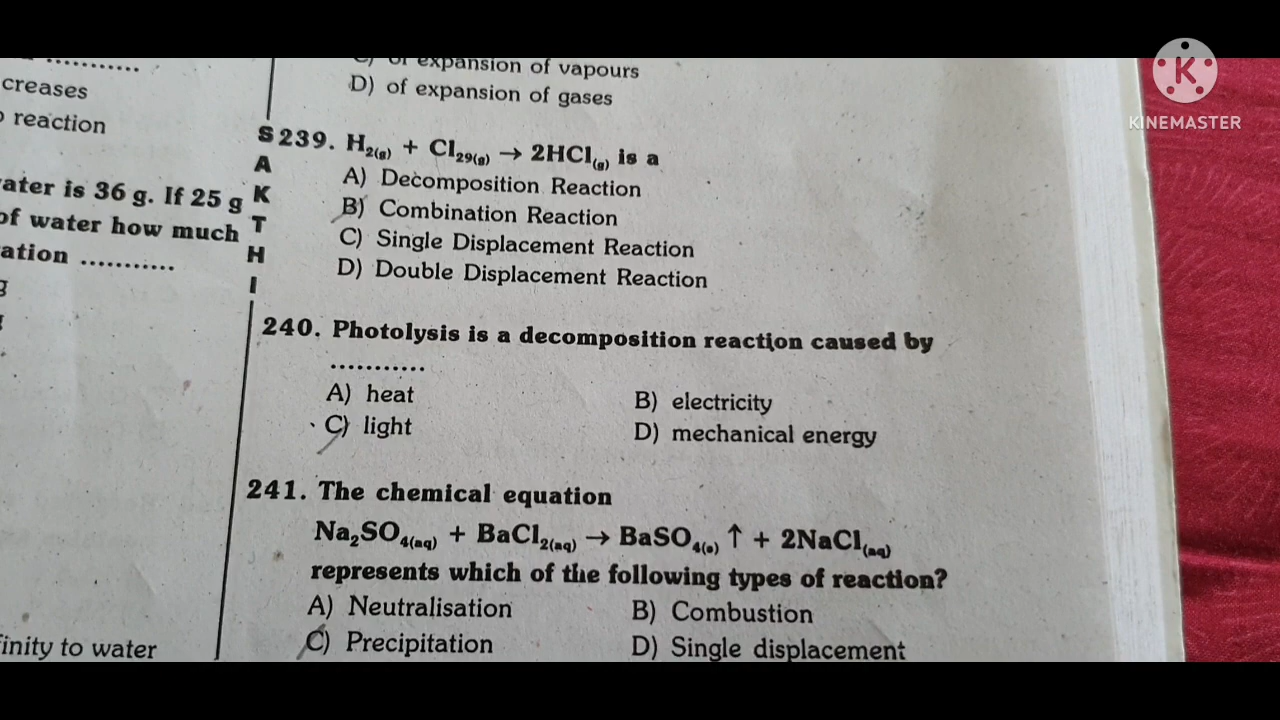 creases
reaction
ater is 36 g. If 25 g
of water how much
ation ...........
finity to water
S
A
K
T
H
I
C) of expansion of vapours
D) of expansion of gases
239. H2(g) + Cl29(g) → 2HCl(g) is a
A) Decomposition Reaction
B) Combination Reaction
C) Single Displacement Reaction
D) Double Displacement Reaction
240. Photolysis is a decomposition reaction caused by
............
A) heat B) electricity
C) light D) mechanical energy
241. The chemical equation
Na2SO4(aq) + BaCl2(aq) → BaSO4(s) ↑ + 2NaCl(aq)
represents which of the following types of reaction?
A) Neutralisation B) Combustion
C) Precipitation D) Single displacement
K
KINEMASTER